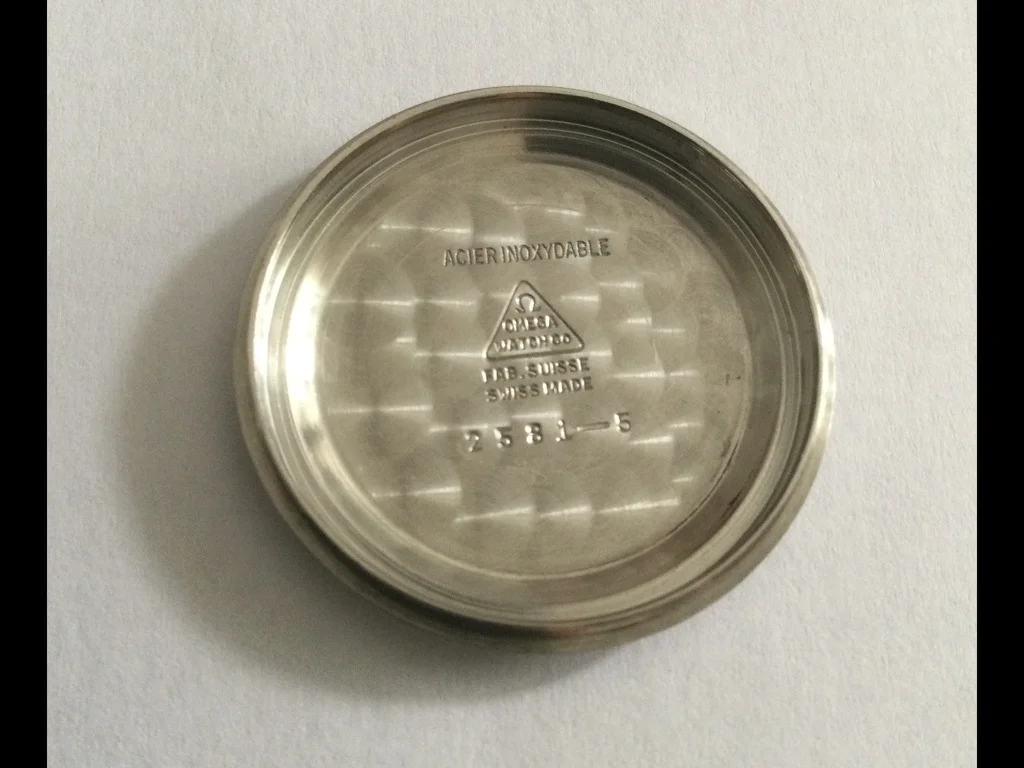 ACIER INOXYDABLE
Ω
OMEGA
WATCH CO
FAB. SUISSE
SWISS MADE
2581-5